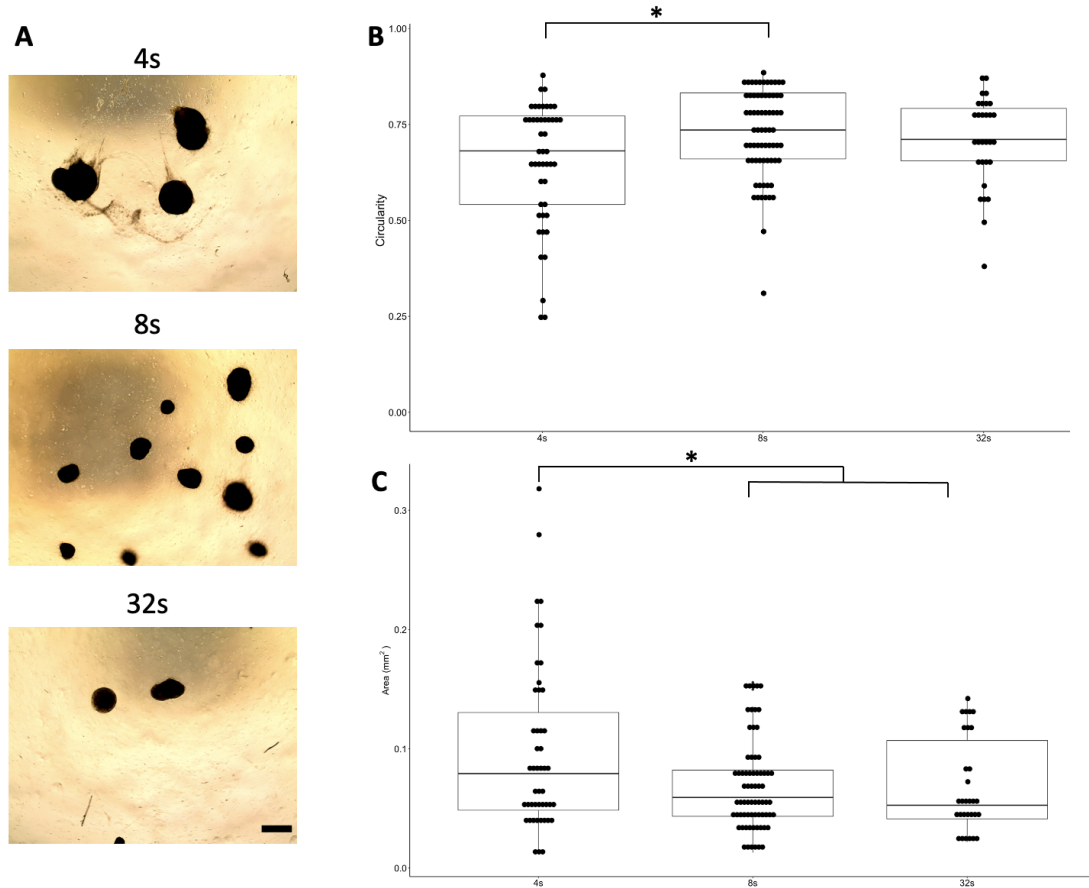 A
4s
8s
32s
B
*
1.00
0.75
0.50
0.25
0.00
Circularity
4s
8s
32s
C
*
0.3
0.2
0.1
0.0
Area (mm²)
4s
8s
32s